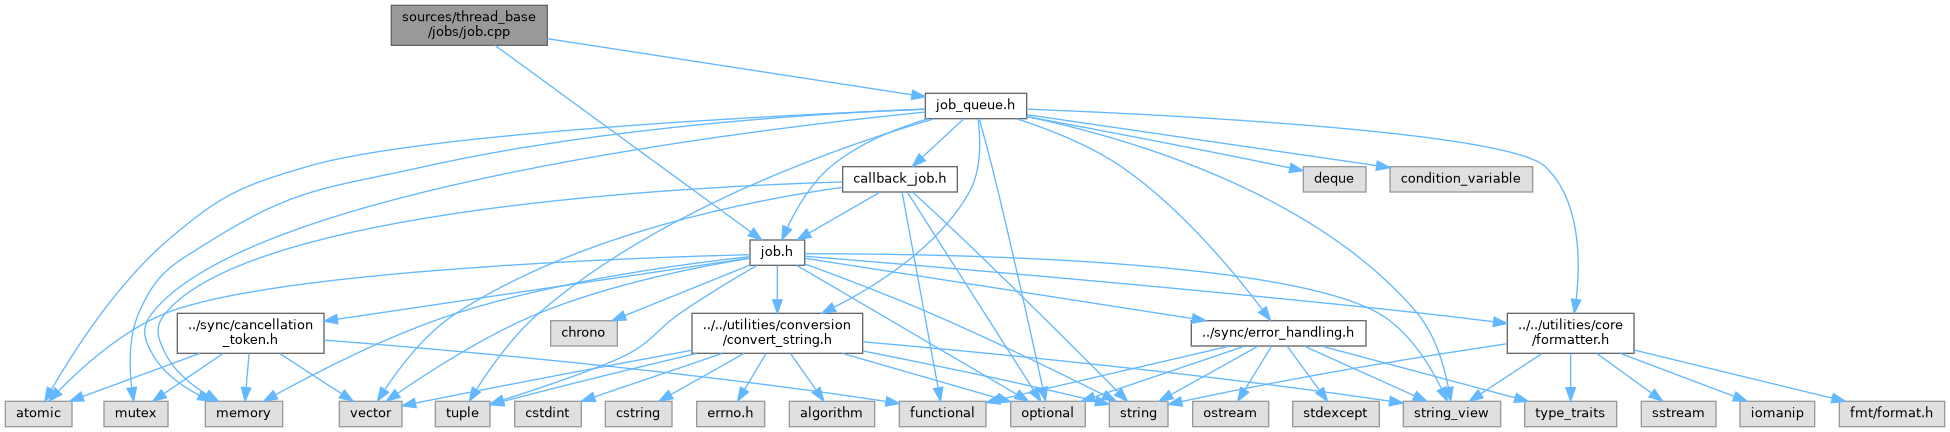 sources/thread_base
/jobs/job.cpp
job_queue.h
callback_job.h
deque
condition_variable
job.h
../sync/cancellation
_token.h
chrono
../../utilities/conversion
/convert_string.h
../sync/error_handling.h
../../utilities/core
/formatter.h
atomic
mutex
memory
vector
tuple
cstdint
cstring
errno.h
algorithm
functional
optional
string
ostream
stdexcept
string_view
type_traits
sstream
iomanip
fmt/format.h